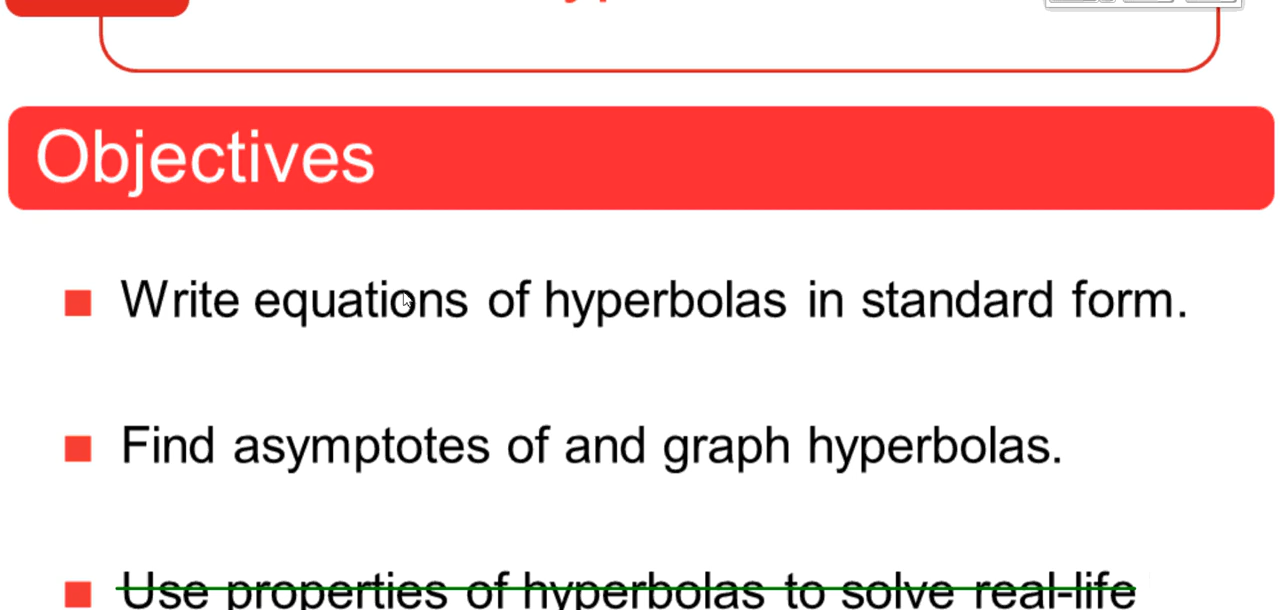 Objectives
Write equations of hyperbolas in standard form.
Find asymptotes of and graph hyperbolas.
Use properties of hyperbolas to solve real-life